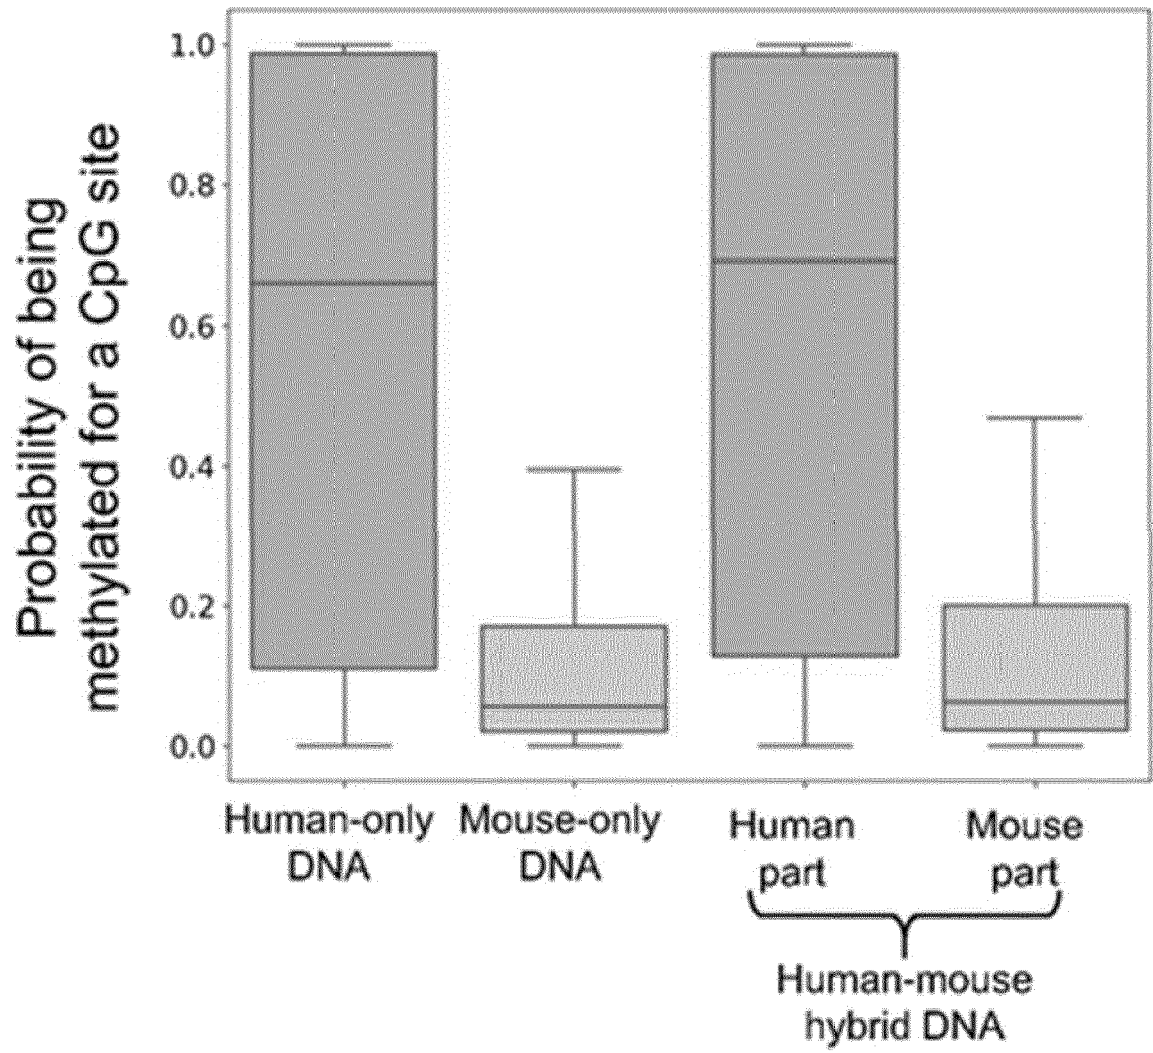 Probability of being
methylated for a CpG site
1.0
0.8
0.6
0.4
0.2
0.0
Human-only
DNA
Mouse-only
DNA
Human
part
Mouse
part
Human-mouse
hybrid DNA